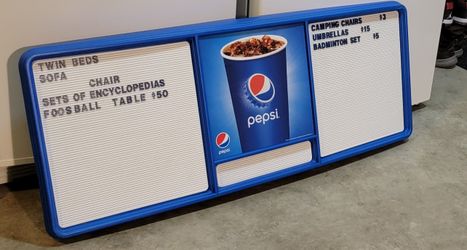 TWIN BEDS
SOFA
CHAIR
SETS OF ENCYCLOPEDIAS
FOOSBALL TABLE $50
pepsi
pepsi
CAMPING CHAIRS $3
UMBRELLAS $15
BADMINTON SET $5